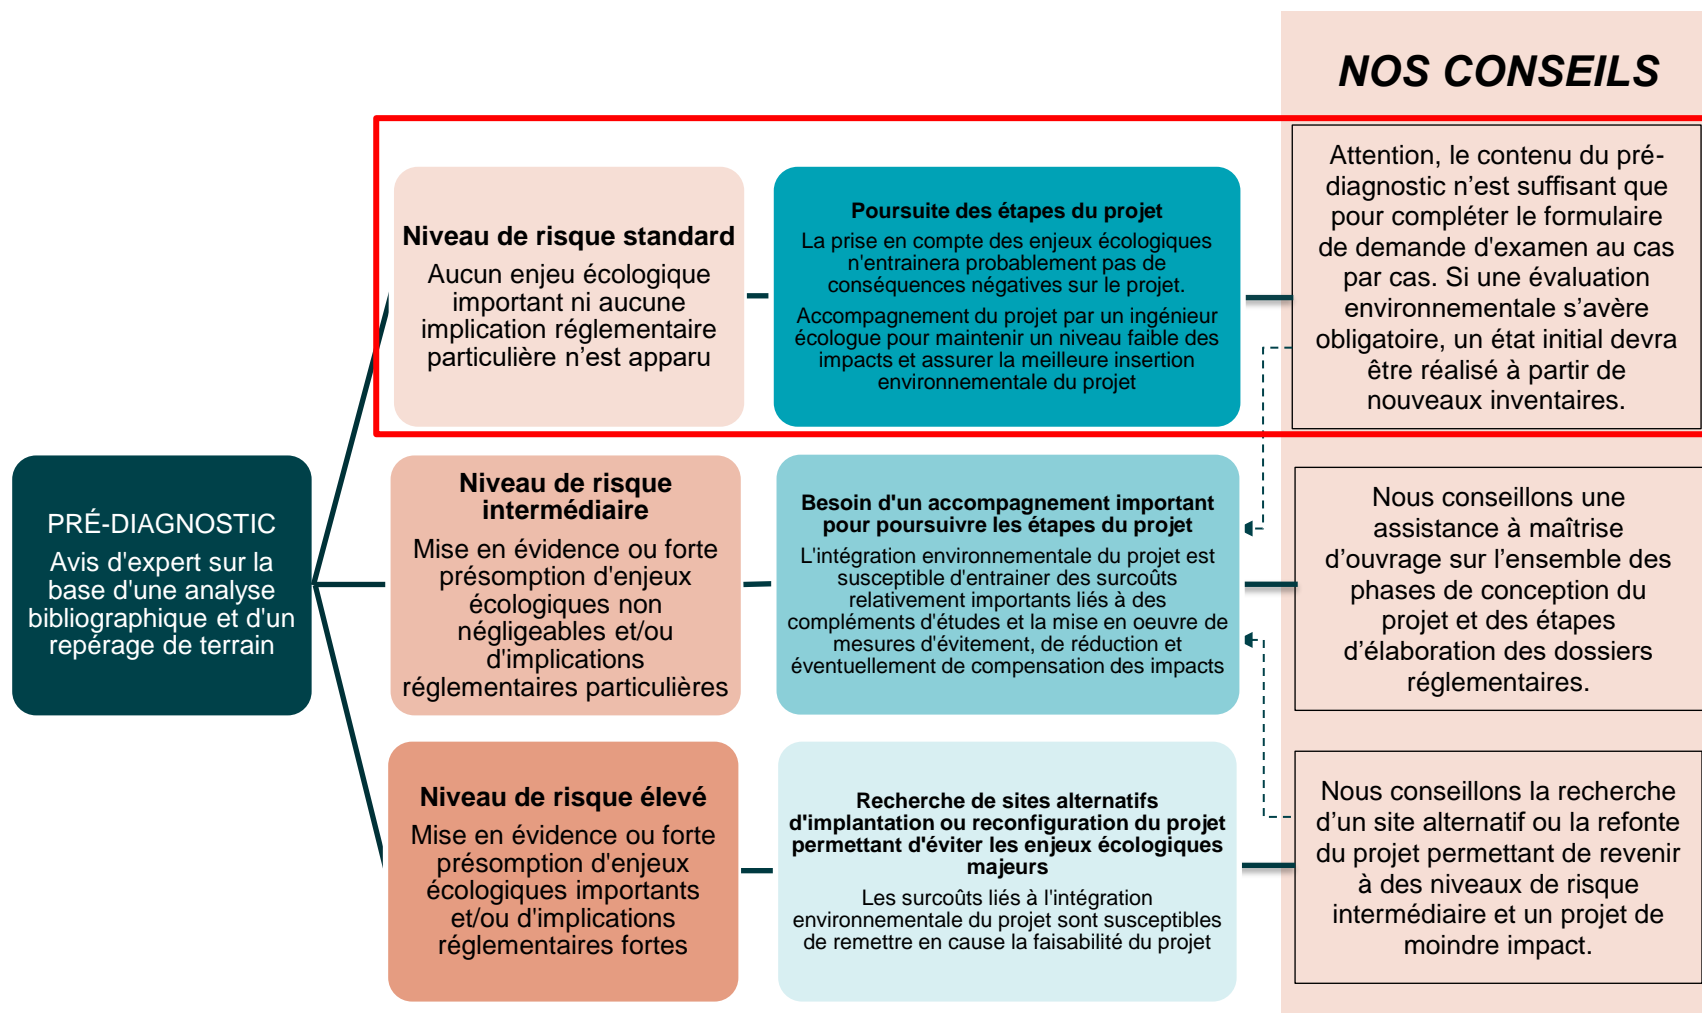 NOS CONSEILS
PRÉ-DIAGNOSTIC
Avis d'expert sur la
base d'une analyse
bibliographique et d'un
repérage de terrain
Niveau de risque standard
Aucun enjeu écologique
important ni aucune
implication réglementaire
particulière n’est apparu
Poursuite des étapes du projet
La prise en compte des enjeux écologiques
n'entrainera probablement pas de
conséquences négatives sur le projet.
Accompagnement du projet par un ingénieur
écologue pour maintenir un niveau faible des
impacts et assurer la meilleure insertion
environnementale du projet
Attention, le contenu du pré-
diagnostic n’est suffisant que
pour compléter le formulaire
de demande d'examen au cas
par cas. Si une évaluation
environnementale s’avère
obligatoire, un état initial devra
être réalisé à partir de
nouveaux inventaires.
Niveau de risque
intermédiaire
Mise en évidence ou forte
présomption d'enjeux
écologiques non
négligeables et/ou
d'implications
réglementaires particulières
Besoin d'un accompagnement important
pour poursuivre les étapes du projet
L'intégration environnementale du projet est
susceptible d'entrainer des surcoûts
relativement importants liés à des
compléments d'études et la mise en oeuvre de
mesures d'évitement, de réduction et
éventuellement de compensation des impacts
Nous conseillons une
assistance à maîtrise
d’ouvrage sur l’ensemble des
phases de conception du
projet et des étapes
d’élaboration des dossiers
réglementaires.
Niveau de risque élevé
Mise en évidence ou forte
présomption d'enjeux
écologiques importants
et/ou d'implications
réglementaires fortes
Recherche de sites alternatifs
d'implantation ou reconfiguration du projet
permettant d'éviter les enjeux écologiques
majeurs
Les surcoûts liés à l'intégration
environnementale du projet sont susceptibles
de remettre en cause la faisabilité du projet
Nous conseillons la recherche
d’un site alternatif ou la refonte
du projet permettant de revenir
à des niveaux de risque
intermédiaire et un projet de
moindre impact.